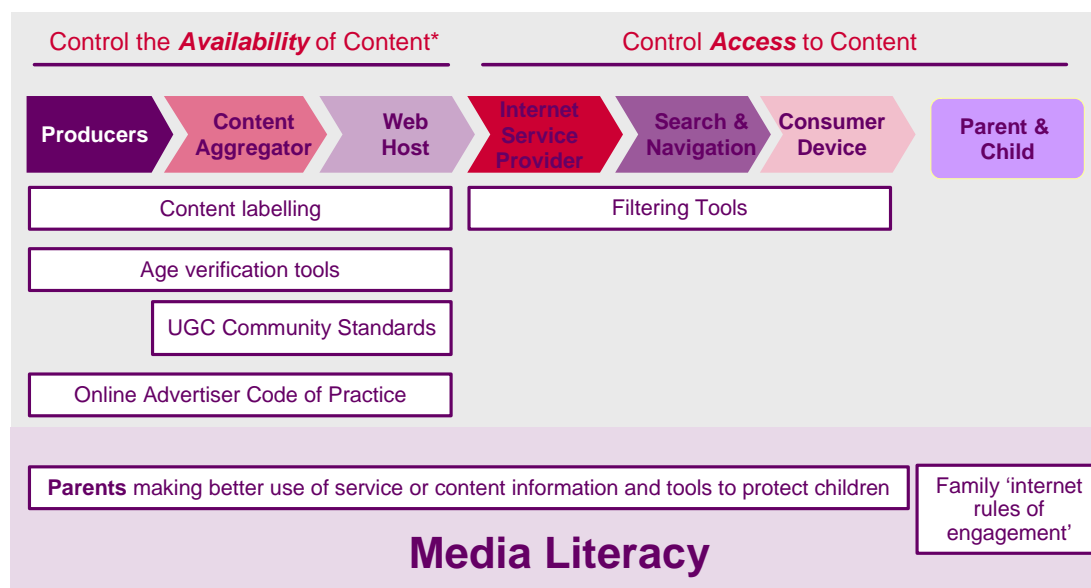 Control the Availability of Content*
Control Access to Content
Producers
Content
Aggregator
Web
Host
Internet
Service
Provider
Search &
Navigation
Consumer
Device
Parent &
Child
Content labelling
Filtering Tools
Age verification tools
UGC Community Standards
Online Advertiser Code of Practice
Parents making better use of service or content information and tools to protect children
Family ‘internet
rules of
engagement’
Media Literacy